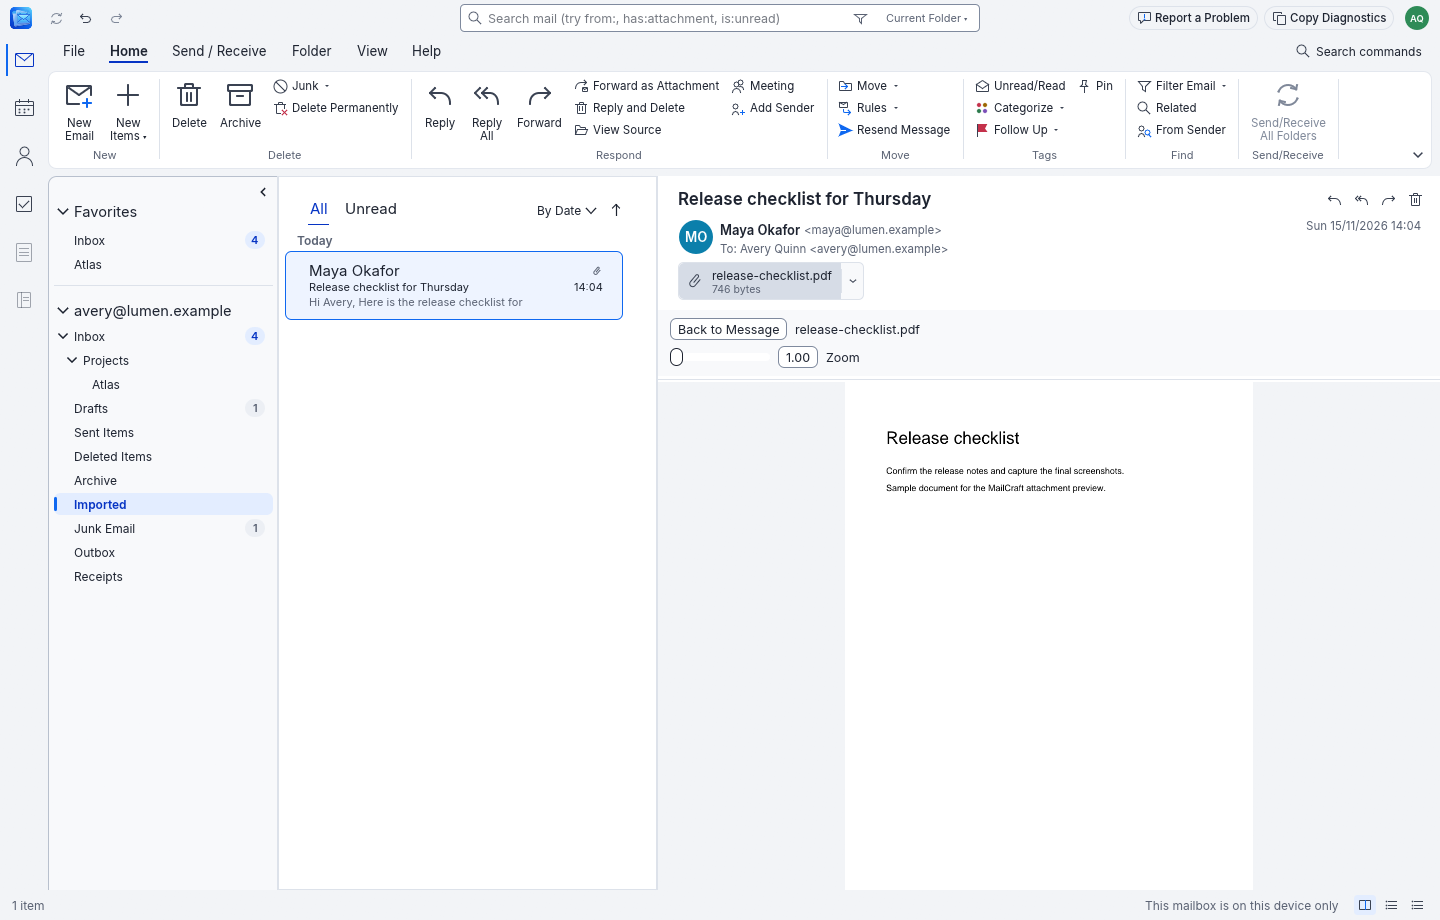 Search mail (try from:, has:attachment, is:unread)
Current Folder
Report a Problem
Copy Diagnostics
AQ
File
Home
Send / Receive
Folder
View
Help
Search commands
New Email
New Items
New
Delete
Archive
Junk
Delete Permanently
Delete
Reply
Reply All
Forward
Forward as Attachment
Reply and Delete
View Source
Meeting
Add Sender
Respond
Move
Rules
Resend Message
Move
Unread/Read
Pin
Categorize
Follow Up
Tags
Filter Email
Related
From Sender
Find
Send/Receive All Folders
Send/Receive
Favorites
Inbox 4
Atlas
avery@lumen.example
Inbox 4
Projects
Atlas
Drafts 1
Sent Items
Deleted Items
Archive
Imported
Junk Email 1
Outbox
Receipts
All
Unread
By Date
Today
Maya Okafor
Release checklist for Thursday 14:04
Hi Avery, Here is the release checklist for
Release checklist for Thursday
MO
Maya Okafor <maya@lumen.example>
Sun 15/11/2026 14:04
To: Avery Quinn <avery@lumen.example>
release-checklist.pdf
746 bytes
Back to Message release-checklist.pdf
1.00 Zoom
Release checklist
Confirm the release notes and capture the final screenshots.
Sample document for the MailCraft attachment preview.
1 item
This mailbox is on this device only